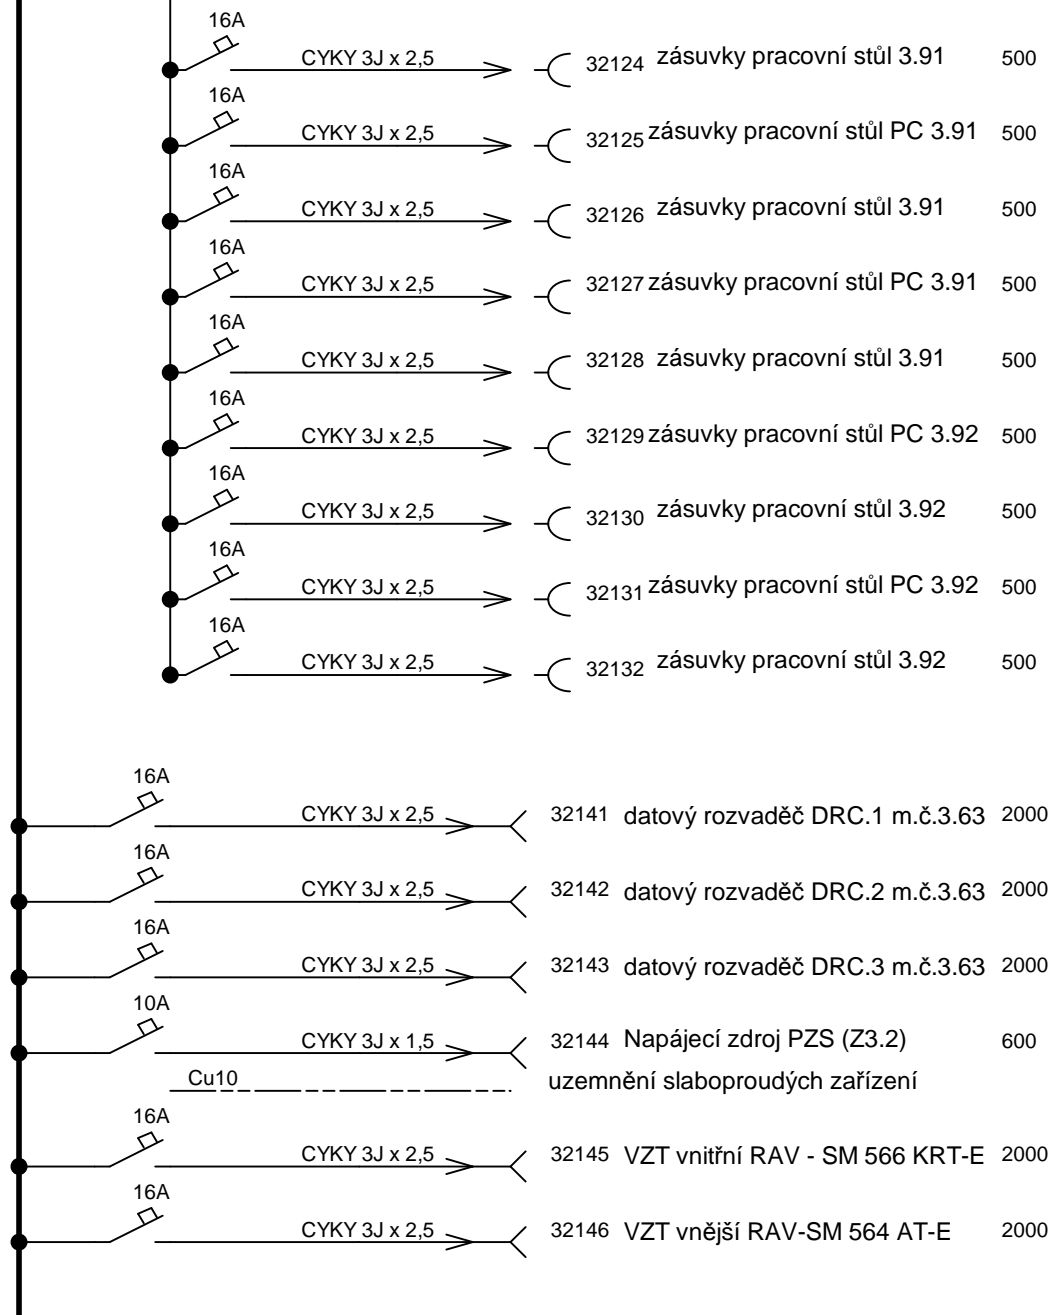 16A
CYKY 3J x 2,5 32124 zásuvky pracovní stůl 3.91 500
16A
CYKY 3J x 2,5 32125 zásuvky pracovní stůl PC 3.91 500
16A
CYKY 3J x 2,5 32126 zásuvky pracovní stůl 3.91 500
16A
CYKY 3J x 2,5 32127 zásuvky pracovní stůl PC 3.91 500
16A
CYKY 3J x 2,5 32128 zásuvky pracovní stůl 3.91 500
16A
CYKY 3J x 2,5 32129 zásuvky pracovní stůl PC 3.92 500
16A
CYKY 3J x 2,5 32130 zásuvky pracovní stůl 3.92 500
16A
CYKY 3J x 2,5 32131 zásuvky pracovní stůl PC 3.92 500
16A
CYKY 3J x 2,5 32132 zásuvky pracovní stůl 3.92 500
16A
CYKY 3J x 2,5 32141 datový rozvaděč DRC.1 m.č.3.63 2000
16A
CYKY 3J x 2,5 32142 datový rozvaděč DRC.2 m.č.3.63 2000
16A
CYKY 3J x 2,5 32143 datový rozvaděč DRC.3 m.č.3.63 2000
10A
CYKY 3J x 1,5 32144 Napájecí zdroj PZS (Z3.2) 600
Cu10 uzemnění slaboproudých zařízení
16A
CYKY 3J x 2,5 32145 VZT vnitřní RAV - SM 566 KRT-E 2000
16A
CYKY 3J x 2,5 32146 VZT vnější RAV-SM 564 AT-E 2000